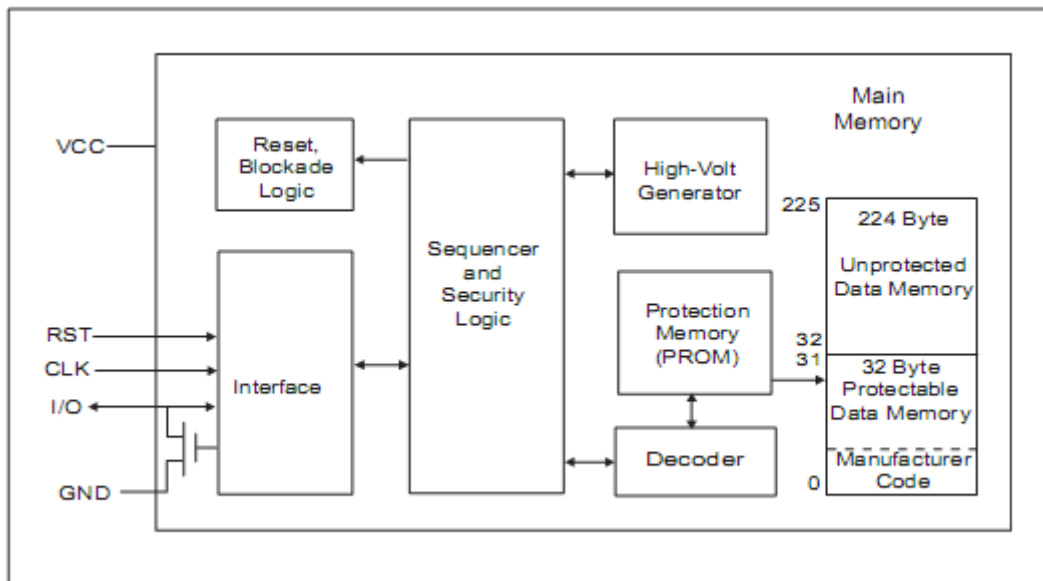 Main
Memory
VCC
Reset,
Blockade
Logic
High-Volt
Generator
225
224 Byte
Unprotected
Data Memory
Sequencer
and
Security
Logic
Protection
Memory
(PROM)
32
31
32 Byte
Protectable
Data Memory
RST
CLK
I/O
GND
Interface
Decoder
Manufacturer
Code
0